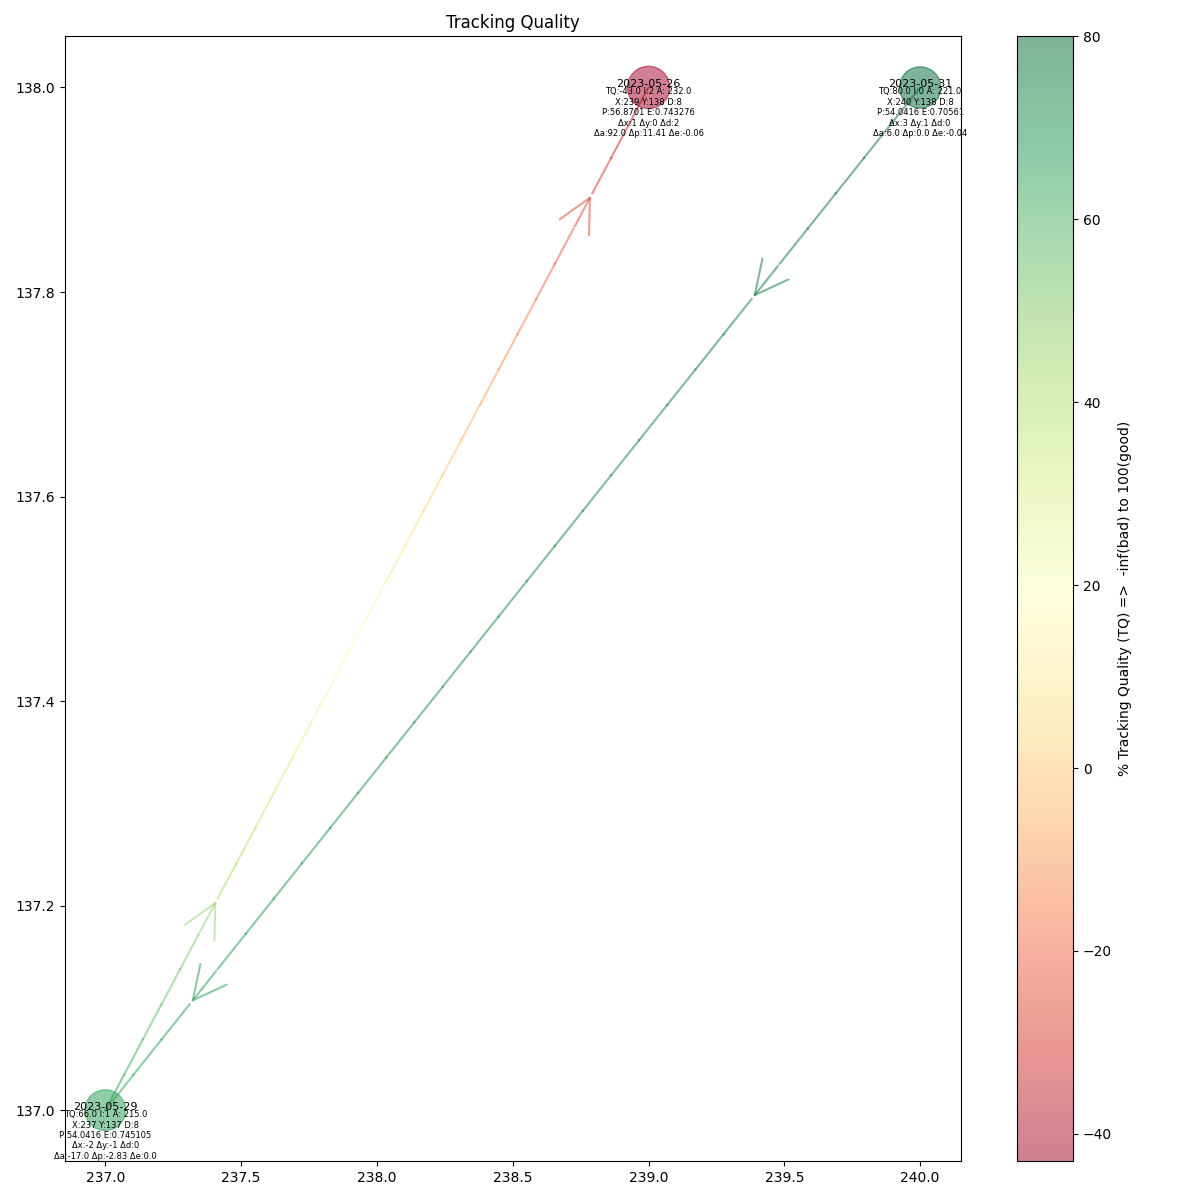 Tracking Quality
2023-05-26
TQ:-43.0 I:2 A: 232.0
X:239 Y:138 D:8
P:56.8701 E:0.743276
Δx:1 Δy:0 Δd:2
Δa:92.0 Δp:11.41 Δe:-0.06
2023-05-31
TQ:80.0 I:0 A: 221.0
X:240 Y:138 D:8
P:54.0416 E:0.70561
Δx:3 Δy:1 Δd:0
Δa:6.0 Δp:0.0 Δe:-0.04
2023-05-29
TQ:66.0 I:1 A: 215.0
X:237 Y:137 D:8
P:54.0416 E:0.745105
Δx:-2 Δy:-1 Δd:0
Δa:-17.0 Δp:-2.83 Δe:0.0
138.0
137.8
137.6
137.4
137.2
137.0
237.0 237.5 238.0 238.5 239.0 239.5 240.0
80
60
40
20
0
−20
−40
% Tracking Quality (TQ) => -inf(bad) to 100(good)